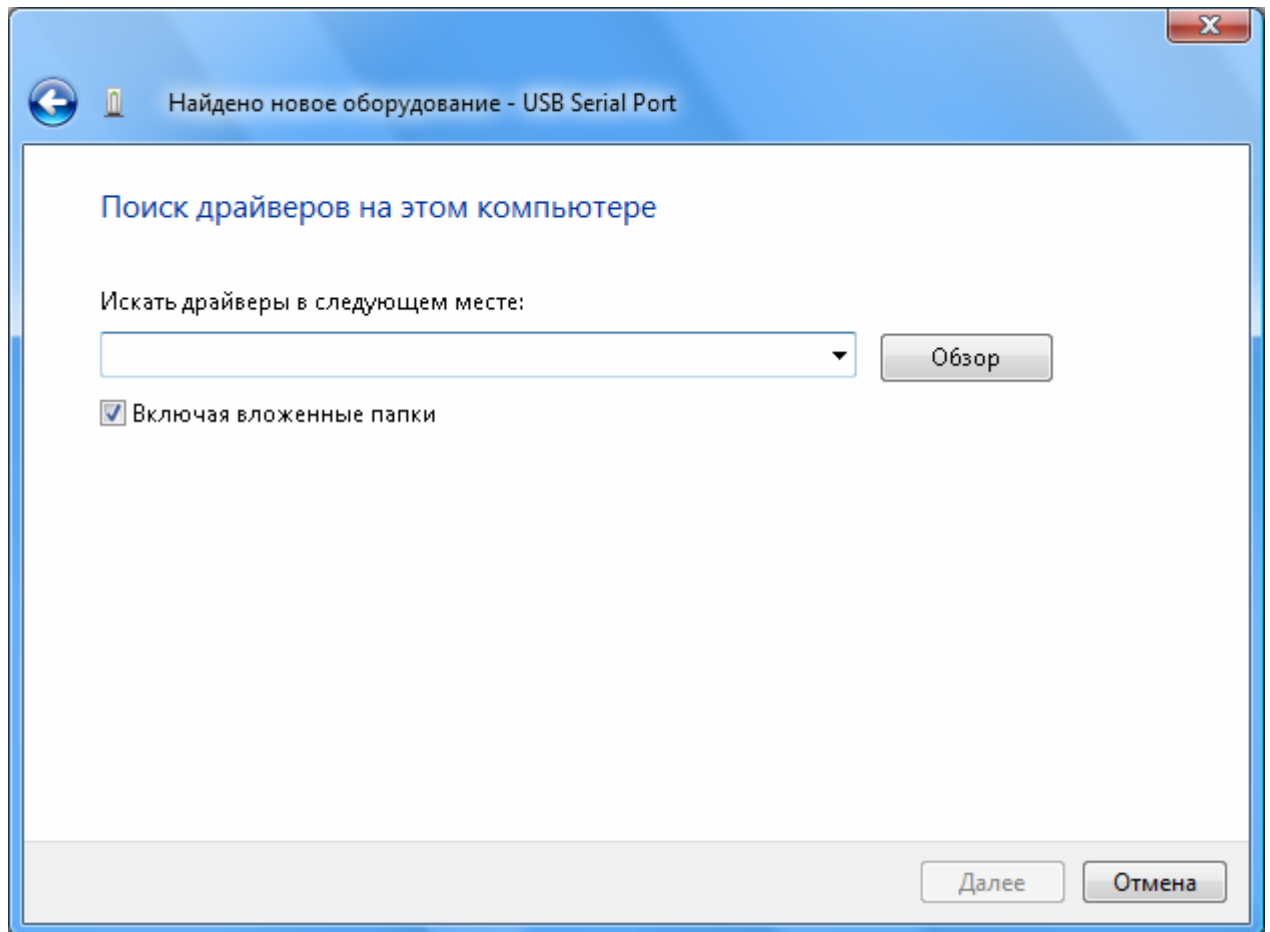 Найдено новое оборудование - USB Serial Port
Поиск драйверов на этом компьютере
Искать драйверы в следующем месте:
Обзор
Включая вложенные папки
Далее
Отмена